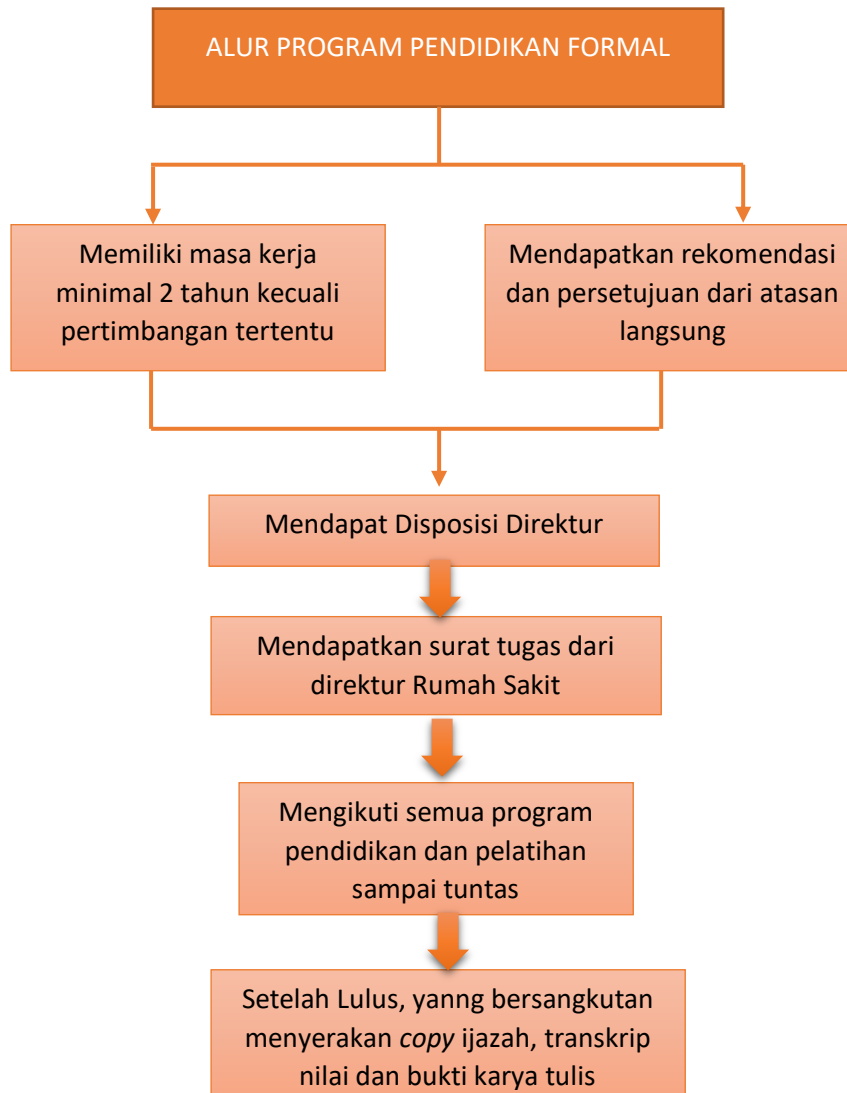 ALUR PROGRAM PENDIDIKAN FORMAL
Memiliki masa kerja
minimal 2 tahun kecuali
pertimbangan tertentu
Mendapatkan rekomendasi
dan persetujuan dari atasan
langsung
Mendapat Disposisi Direktur
Mendapatkan surat tugas dari
direktur Rumah Sakit
Mengikuti semua program
pendidikan dan pelatihan
sampai tuntas
Setelah Lulus, yanng bersangkutan
menyerakan copy ijazah, transkrip
nilai dan bukti karya tulis